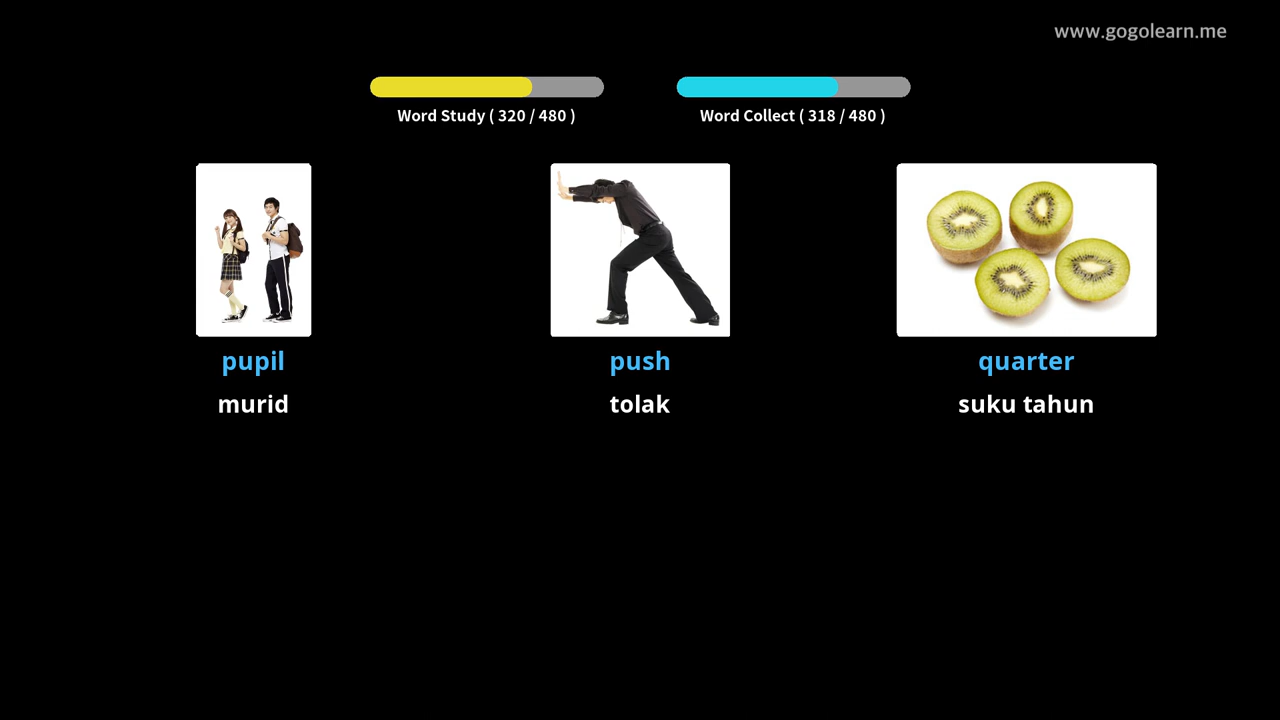 www.gogolearn.me
Word Study ( 320 / 480 )
Word Collect ( 318 / 480 )
pupil
push
quarter
murid
tolak
suku tahun